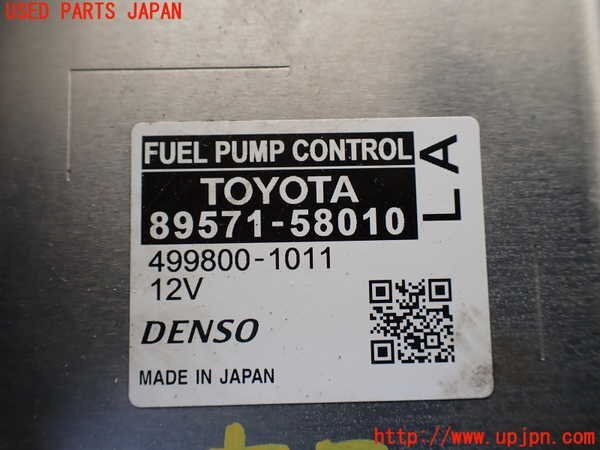 USED PARTS JAPAN
FUEL PUMP CONTROL
TOYOTA
89571-58010
LA
499800-1011
12V
DENSO
MADE IN JAPAN
http://www.upjpn.com/